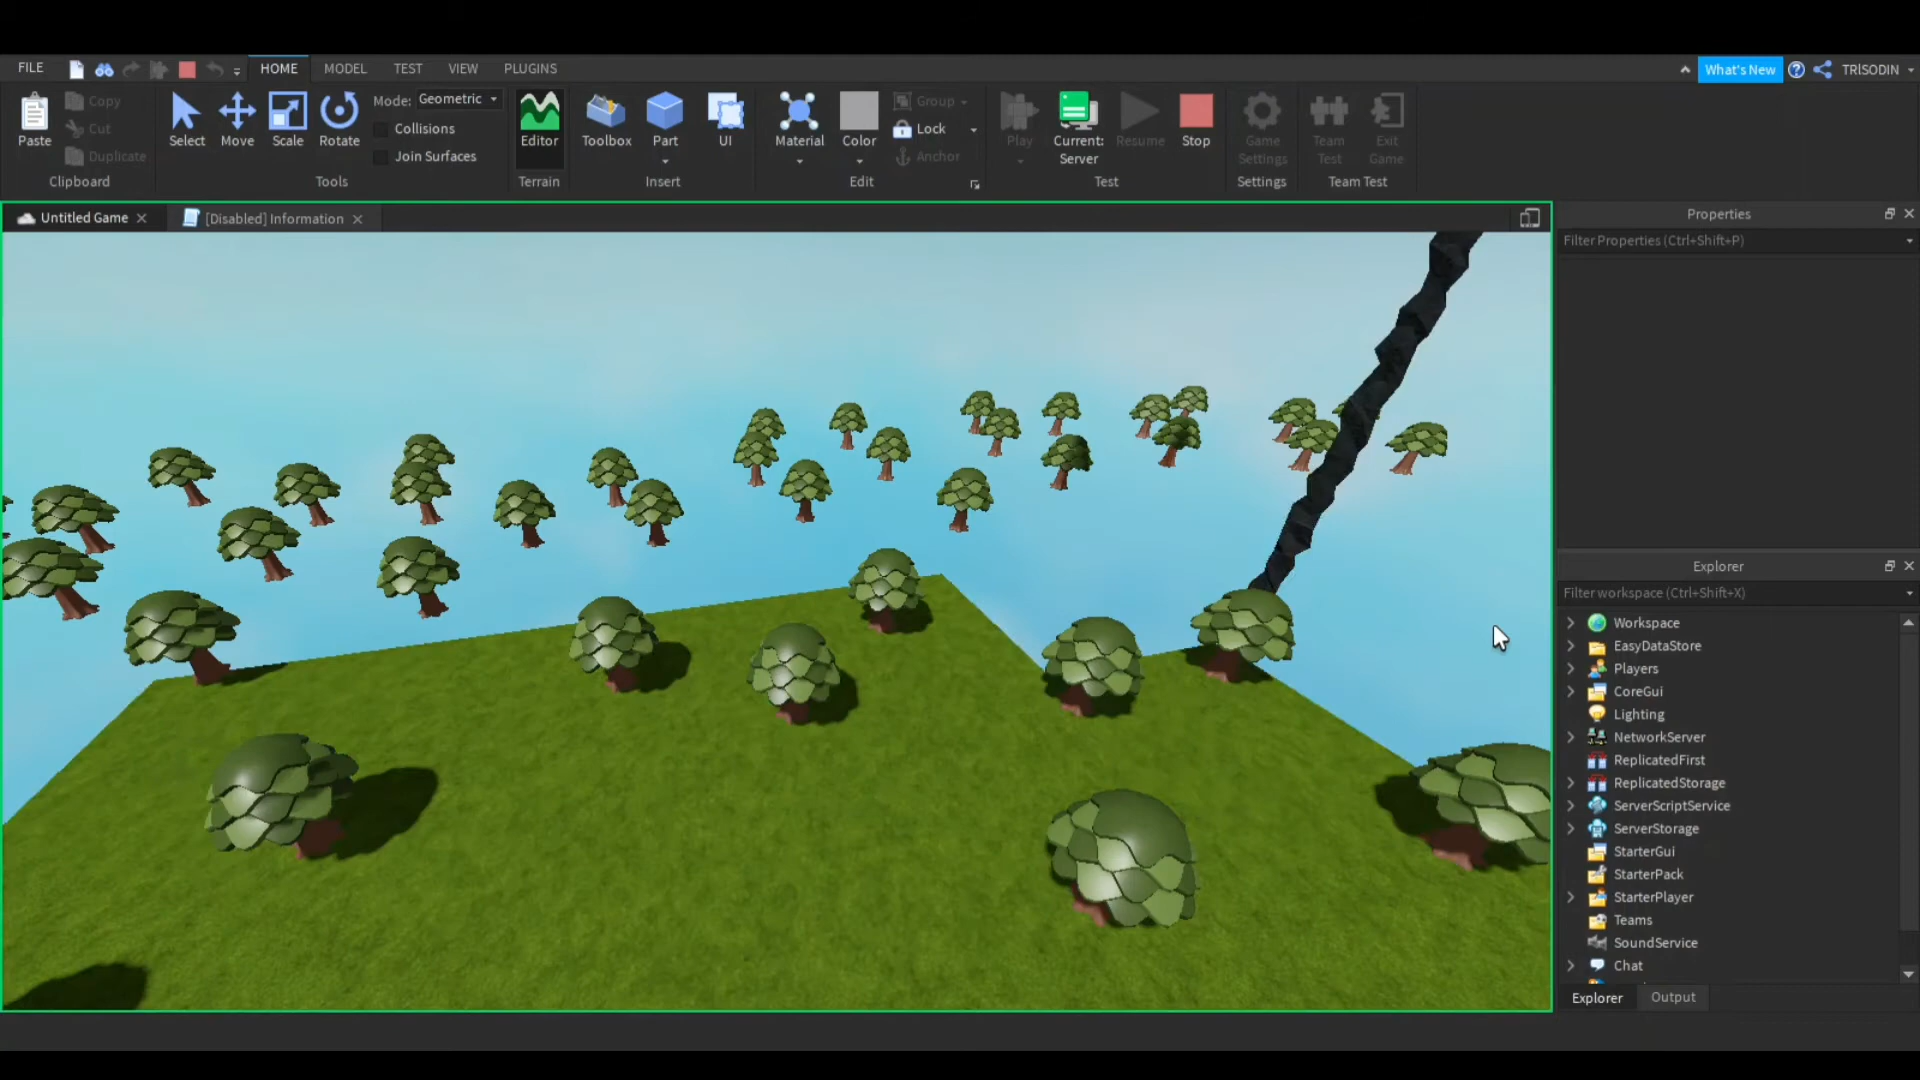 FILE
HOME
MODEL
TEST
VIEW
PLUGINS
What's New
TRISODIN
Paste
Copy
Cut
Duplicate
Clipboard
Select
Move
Scale
Rotate
Mode: Geometric
Collisions
Join Surfaces
Tools
Editor
Terrain
Toolbox
Part
UI
Insert
Material
Color
Group
Lock
Anchor
Edit
Play
Current:
Server
Resume
Stop
Test
Game
Settings
Settings
Team
Test
Exit
Game
Team Test
Untitled Game
[Disabled] Information
Properties
Filter Properties (Ctrl+Shift+P)
Explorer
Filter workspace (Ctrl+Shift+X)
Workspace
EasyDataStore
Players
CoreGui
Lighting
NetworkServer
ReplicatedFirst
ReplicatedStorage
ServerScriptService
ServerStorage
StarterGui
StarterPack
StarterPlayer
Teams
SoundService
Chat
Explorer
Output